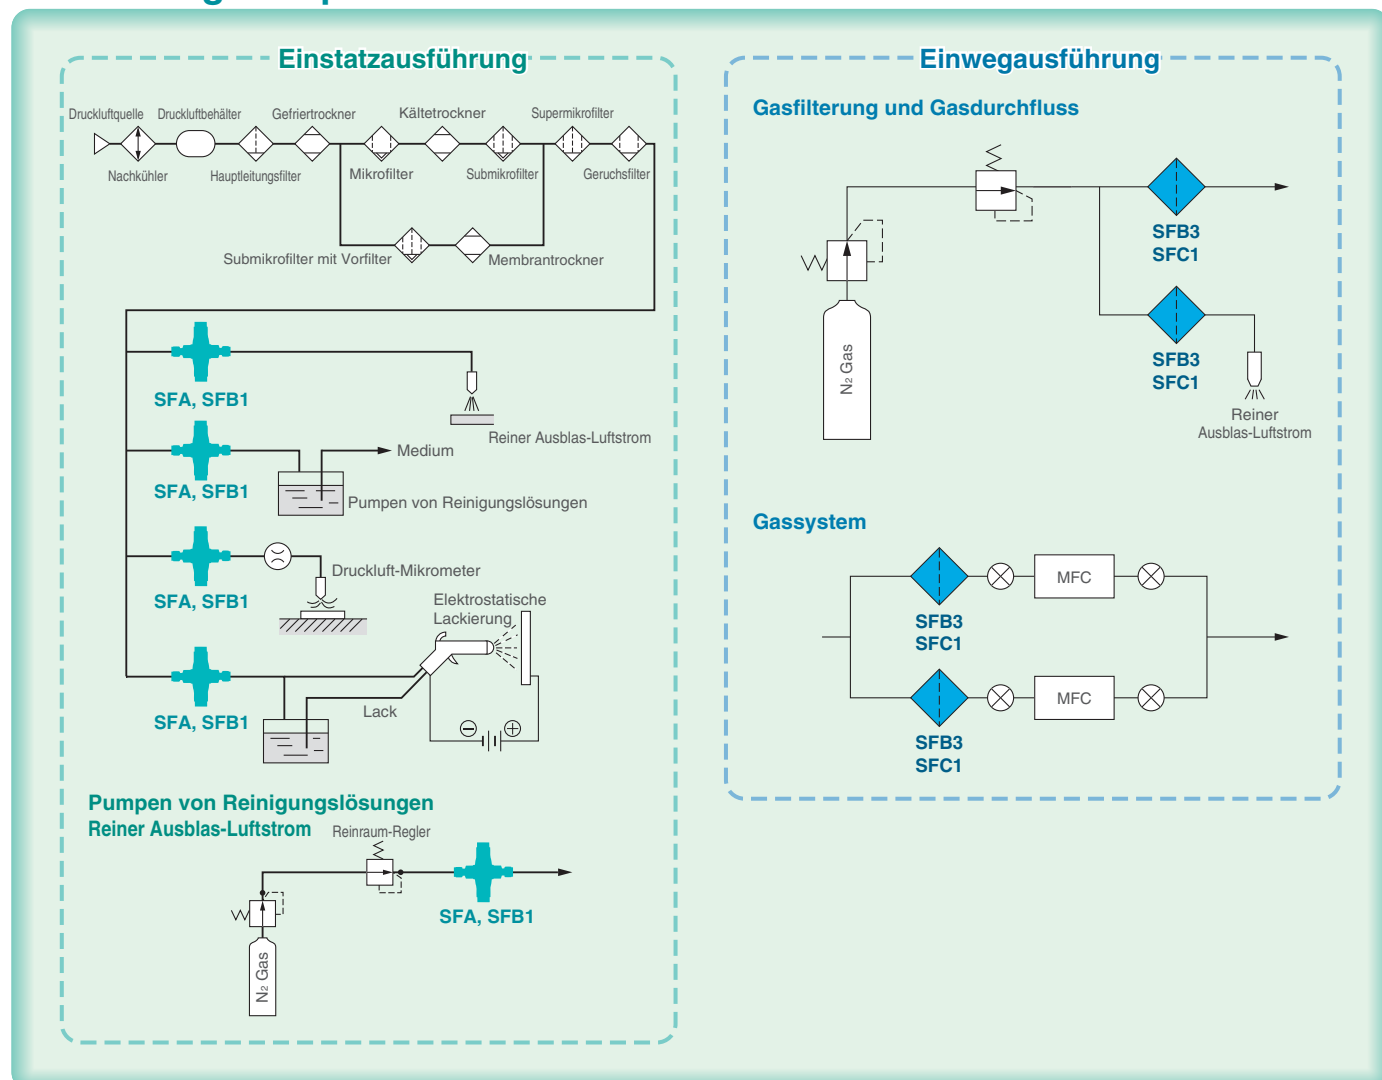 Einstatzausführung
Druckluftquelle
Druckluftbehälter
Gefriertrockner
Kältetrockner
Supermikrofilter
Nachkühler
Hauptleitungsfilter
Mikrofilter
Submikrofilter
Geruchsfilter
Submikrofilter mit Vorfilter
Membrantrockner
SFA, SFB1
Reiner Ausblas-Luftstrom
Medium
SFA, SFB1
Pumpen von Reinigungslösungen
Druckluft-Mikrometer
SFA, SFB1
Elektrostatische
Lackierung
Lack
SFA, SFB1
Pumpen von Reinigungslösungen
Reiner Ausblas-Luftstrom
Reinraum-Regler
SFA, SFB1
N2 Gas
Einwegausführung
Gasfilterung und Gasdurchfluss
SFB3
SFC1
N2 Gas
SFB3
SFC1
Reiner
Ausblas-Luftstrom
Gassystem
MFC
SFB3
SFC1
MFC
SFB3
SFC1